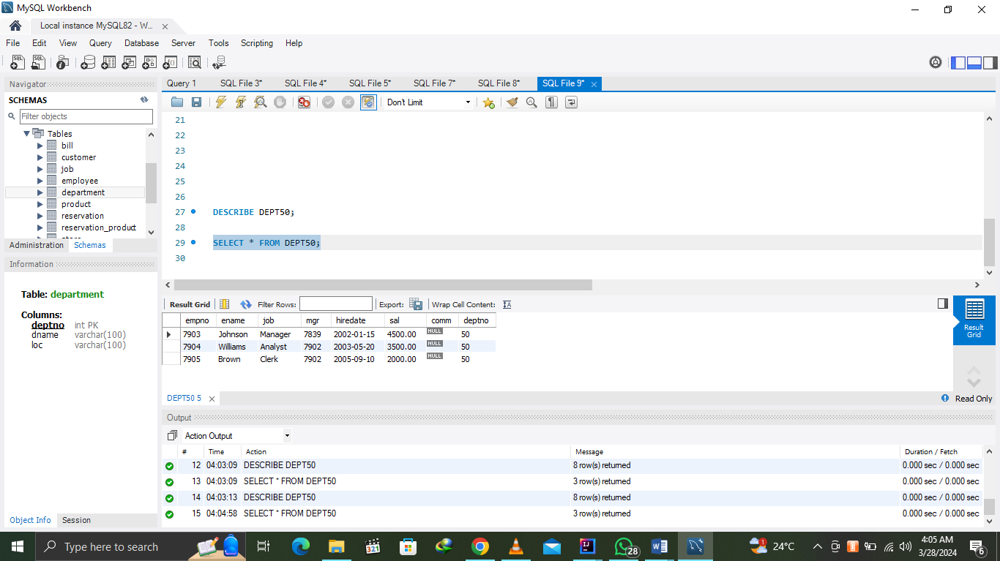 MySQL Workbench
Local instance MySQL82 - W...
File Edit View Query Database Server Tools Scripting Help
Navigator
SCHEMAS
Filter objects
Tables
bill
customer
job
employee
department
product
reservation
reservation_product
Administration Schemas
Information
Table: department
Columns:
deptno int PK
dname varchar(100)
loc varchar(100)
Object Info Session
Query 1 SQL File 3* SQL File 4* SQL File 5* SQL File 7* SQL File 8* SQL File 9*
Don't Limit
21
22
23
24
25
26
27 DESCRIBE DEPT50;
28
29 SELECT * FROM DEPT50;
30
Result Grid Filter Rows: Export: Wrap Cell Content:
empno ename job mgr hiredate sal comm deptno
7903 Johnson Manager 7839 2002-01-15 4500.00 NULL 50
7904 Williams Analyst 7902 2003-05-20 3500.00 NULL 50
7905 Brown Clerk 7902 2005-09-10 2000.00 NULL 50
Result
Grid
DEPT50 5
Read Only
Output
Action Output
# Time Action Message Duration / Fetch
12 04:03:09 DESCRIBE DEPT50 8 row(s) returned 0.000 sec / 0.000 sec
13 04:03:09 SELECT * FROM DEPT50 3 row(s) returned 0.000 sec / 0.000 sec
14 04:03:13 DESCRIBE DEPT50 8 row(s) returned 0.000 sec / 0.000 sec
15 04:04:58 SELECT * FROM DEPT50 3 row(s) returned 0.000 sec / 0.000 sec
Type here to search
321
28
1
24°C
4:05 AM
3/28/2024
6